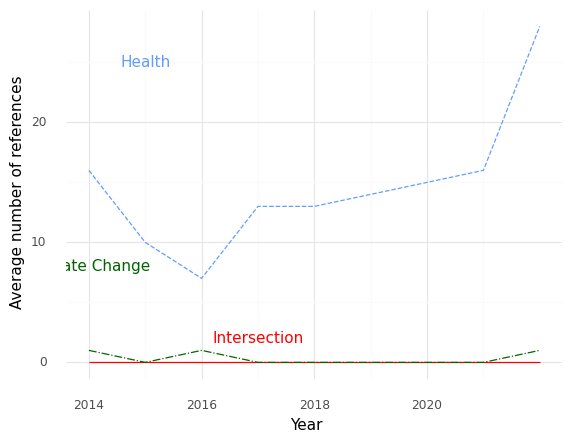 Health
20
10
ate Change
Intersection
0
2014 2016 2018 2020
Year
Average number of references